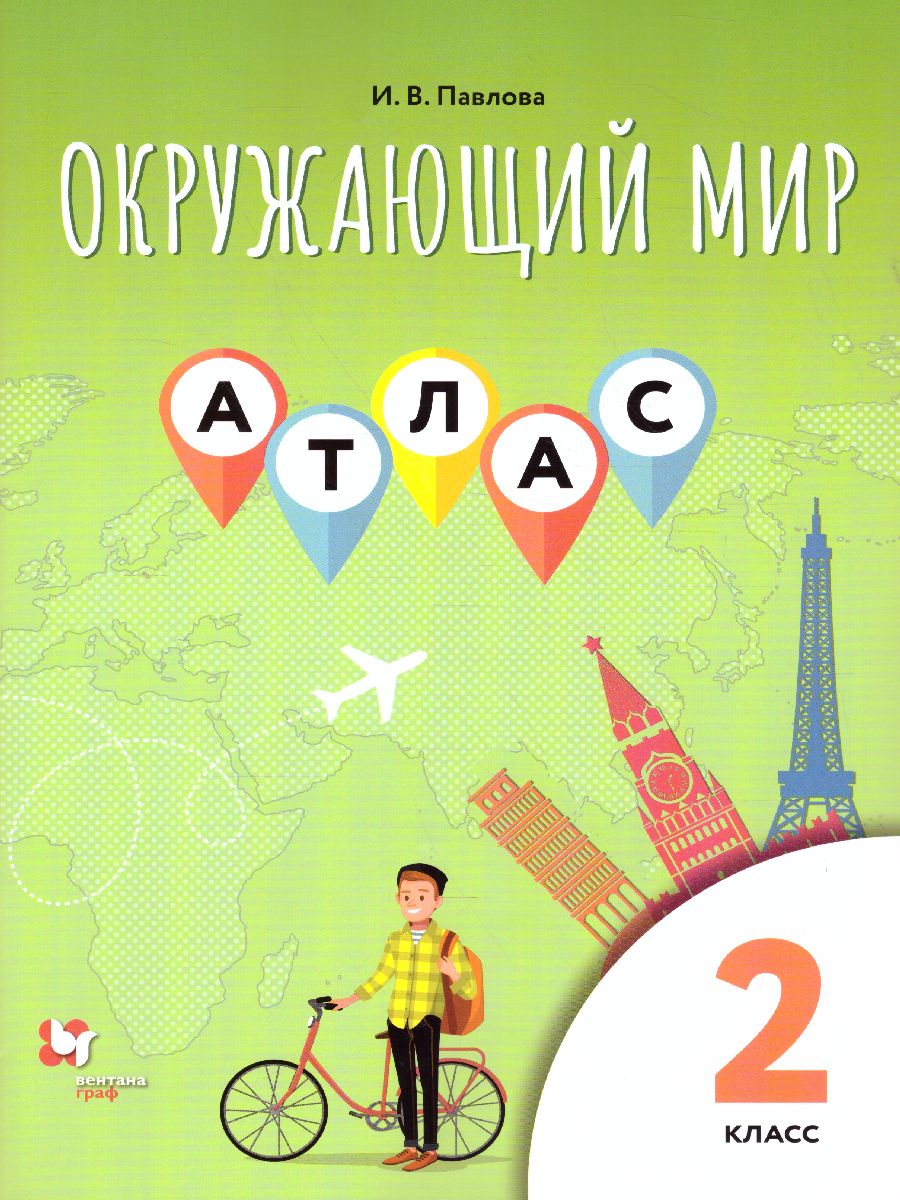 И. В. Павлова
ОКРУЖАЮЩИЙ МИР
АТЛАС
2
КЛАСС
вентана
граф